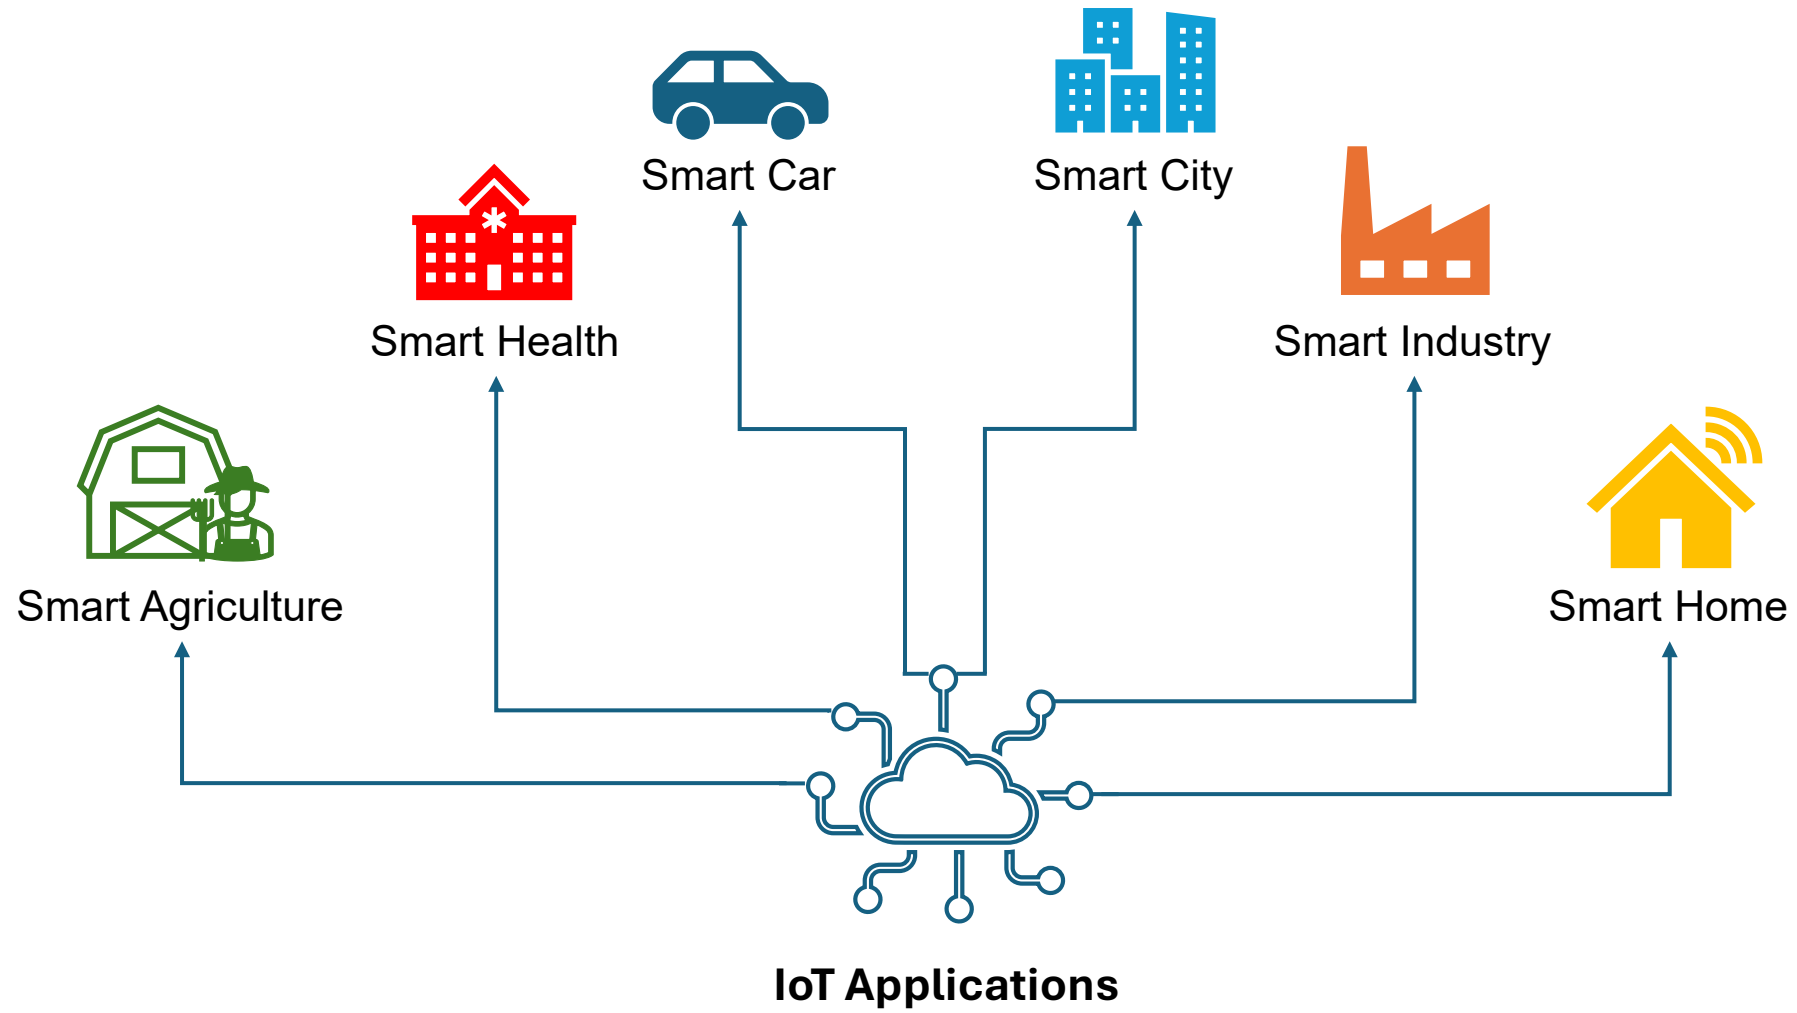 Smart Car
Smart City
Smart Health
Smart Industry
Smart Agriculture
Smart Home
IoT Applications